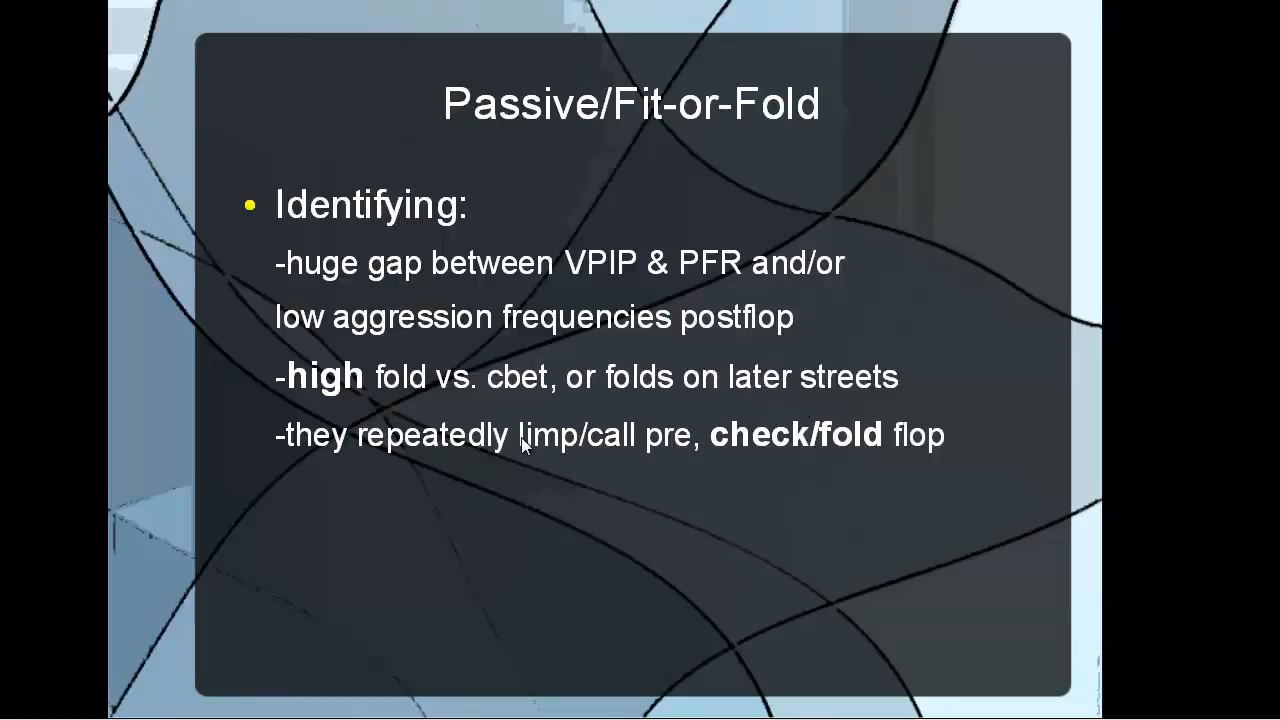 Passive/Fit-or-Fold
• Identifying:
-huge gap between VPIP & PFR and/or
low aggression frequencies postflop
-high fold vs. cbet, or folds on later streets
-they repeatedly limp/call pre, check/fold flop